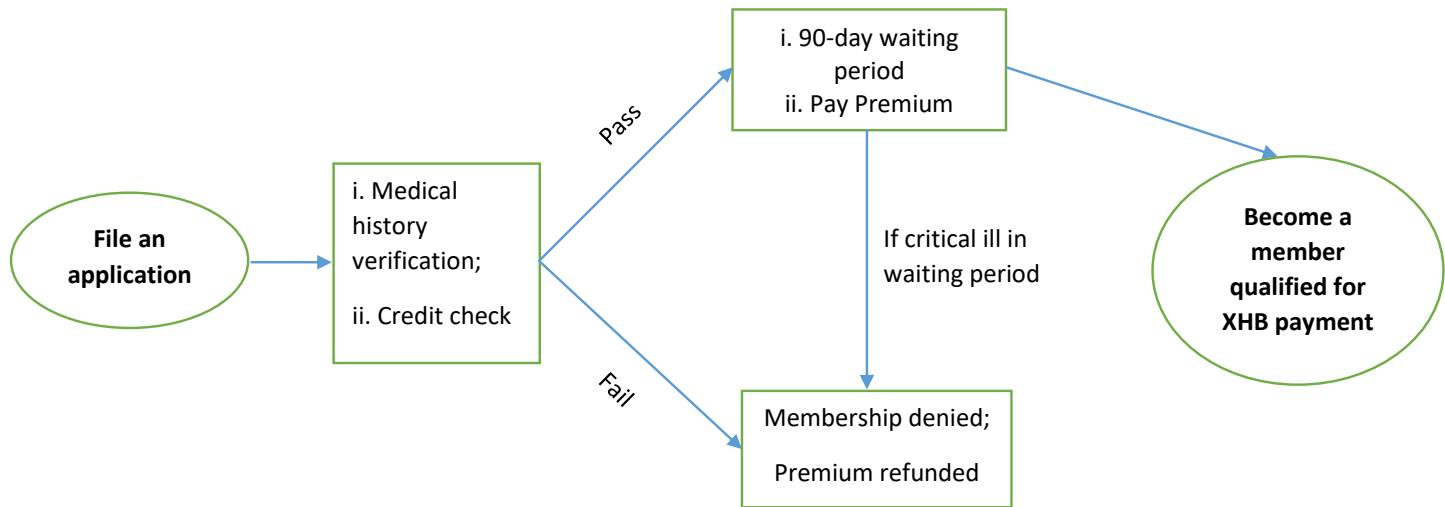 File an
application
i. Medical
history
verification;
ii. Credit check
Pass
Fail
i. 90-day waiting
period
ii. Pay Premium
If critical ill in
waiting period
Membership denied;
Premium refunded
Become a
member
qualified for
XHB payment